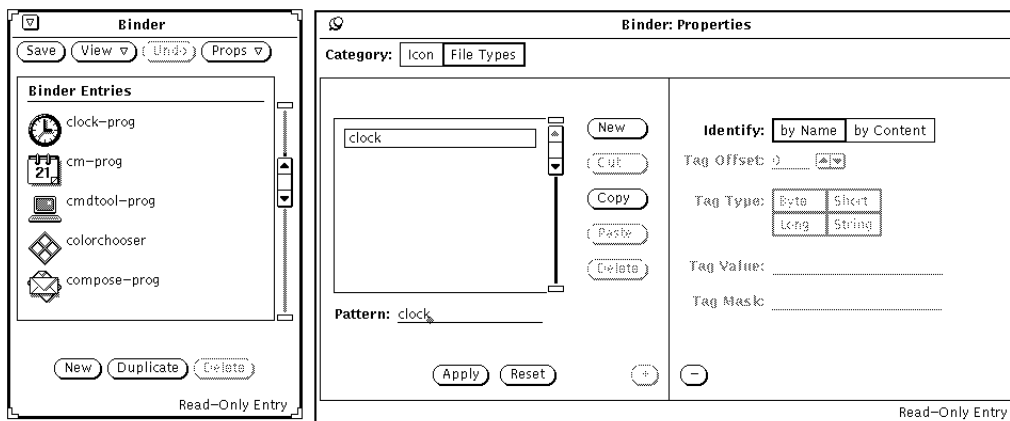 Binder
Save View Undo Props
Binder Entries
clock-prog
cm-prog
21
cmdtool-prog
colorchooser
compose-prog
New Duplicate Delete
Read-Only Entry
Binder: Properties
Category: Icon File Types
clock
New
Cut
Copy
Paste
Delete
Pattern: clock
Apply Reset +
Identify: by Name by Content
Tag Offset: 0
Tag Type: Byte Short
Long String
Tag Value:
Tag Mask:
−
Read-Only Entry